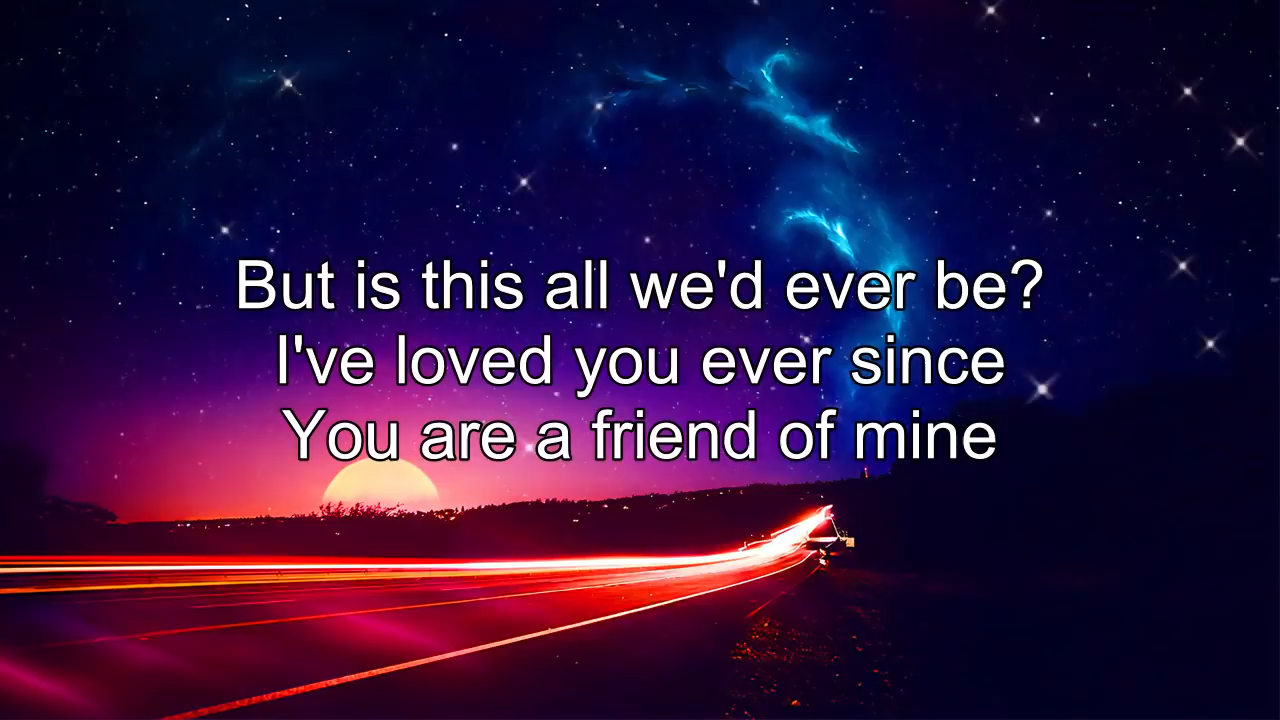 But is this all we'd ever be?
I've loved you ever since
You are a friend of mine